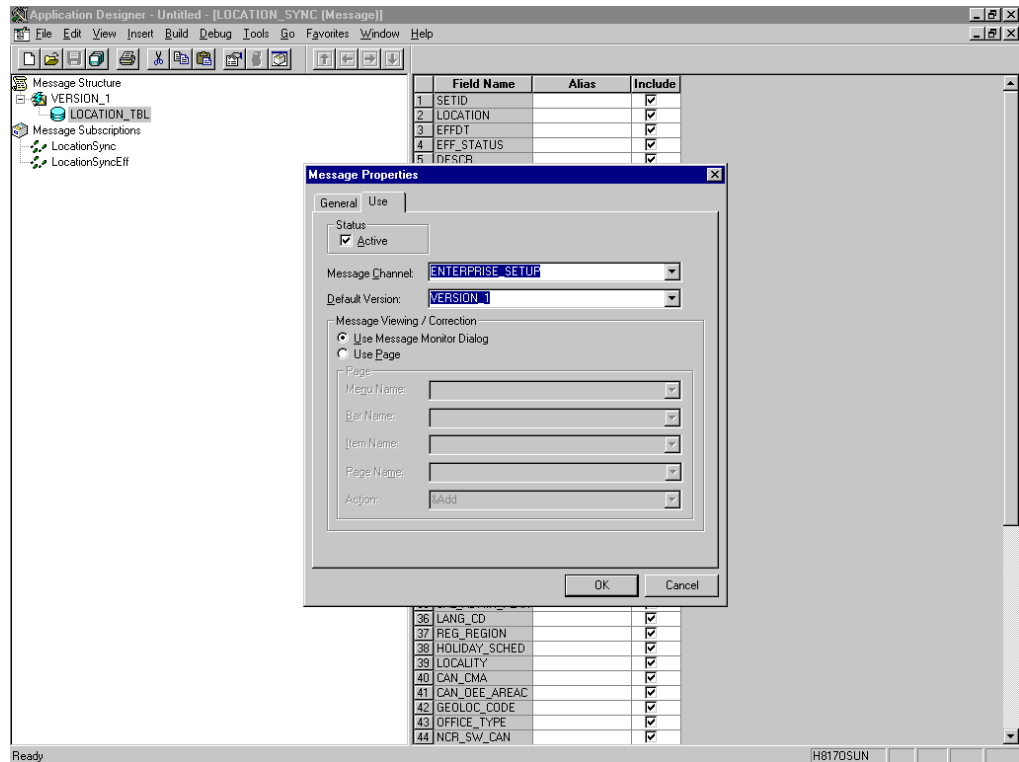 Application Designer - Untitled - [LOCATION_SYNC (Message)]
File Edit View Insert Build Debug Tools Go Favorites Window Help
Message Structure
VERSION_1
LOCATION_TBL
Message Subscriptions
LocationSync
LocationSyncEff
Field Name Alias Include
1 SETID
2 LOCATION
3 EFFDT
4 EFF_STATUS
5 DESCR
Message Properties
General Use
Status
Active
Message Channel: ENTERPRISE_SETUP
Default Version: VERSION_1
Message Viewing / Correction
Use Message Monitor Dialog
Use Page
Page
Menu Name:
Bar Name:
Item Name:
Page Name:
Action: &Add
OK Cancel
36 LANG_CD
37 REG_REGION
38 HOLIDAY_SCHED
39 LOCALITY
40 CAN_CMA
41 CAN_OEE_AREAC
42 GEOLOC_CODE
43 OFFICE_TYPE
44 NCR_SW_CAN
Ready H8170SUN